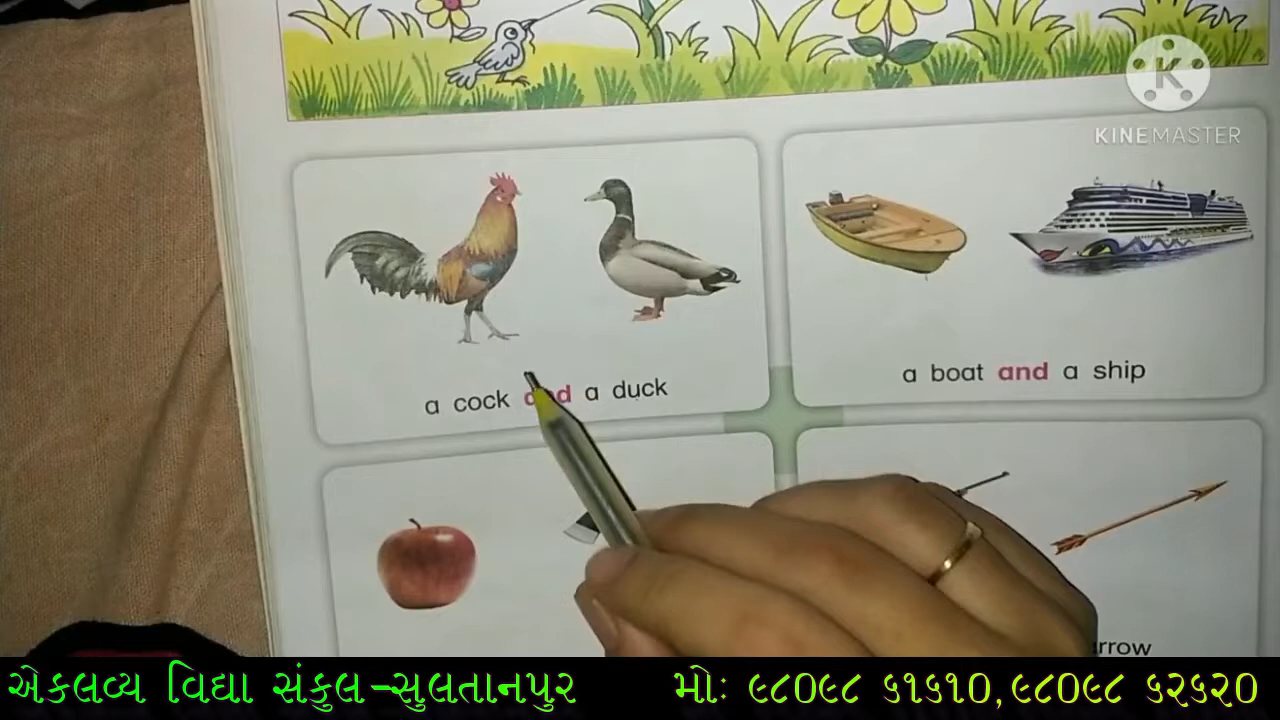 KINEMASTER
a cock and a duck
a boat and a ship
એકલવ્ય વિદ્યા સંકુલ-સુલતાનપુર મોઃ ૯૮૦૯૮ ૬૧૬૧૦,૯૮૦૯૮ ૬૨૬૨૦